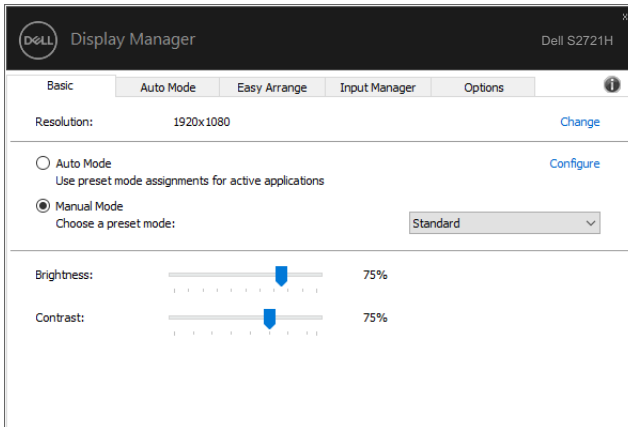 x
DELL Display Manager Dell S2721H
Basic Auto Mode Easy Arrange Input Manager Options i
Resolution: 1920x1080 Change
Auto Mode Configure
Use preset mode assignments for active applications
Manual Mode
Choose a preset mode: Standard
Brightness: 75%
Contrast: 75%